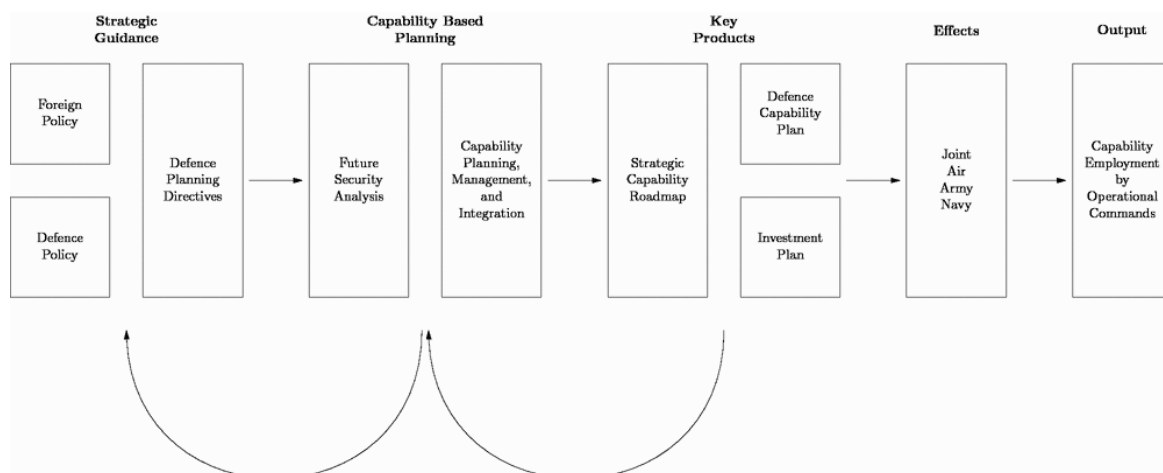 Strategic
Guidance
Capability Based
Planning
Key
Products
Effects
Output
Foreign
Policy
Defence
Policy
Defence
Planning
Directives
Future
Security
Analysis
Capability
Planning,
Management,
and
Integration
Strategic
Capability
Roadmap
Defence
Capability
Plan
Investment
Plan
Joint
Air
Army
Navy
Capability
Employment
by
Operational
Commands